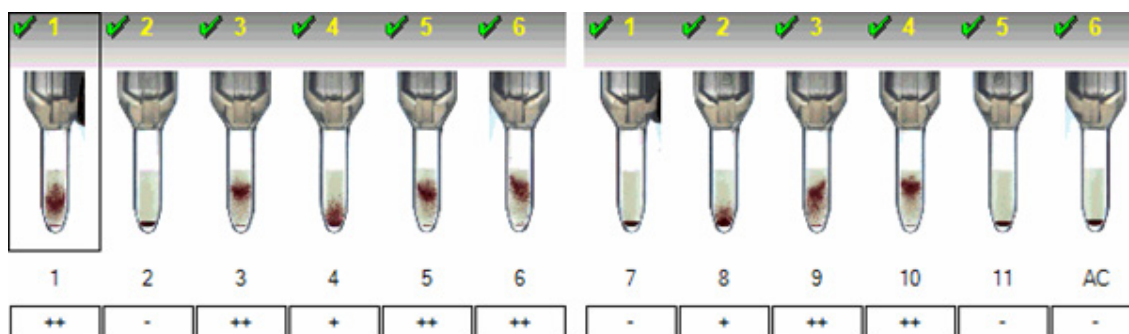 1 2 3 4 5 6 1 2 3 4 5 6
1 2 3 4 5 6 7 8 9 10 11 AC
++ - ++ + ++ ++ - + ++ ++ - -